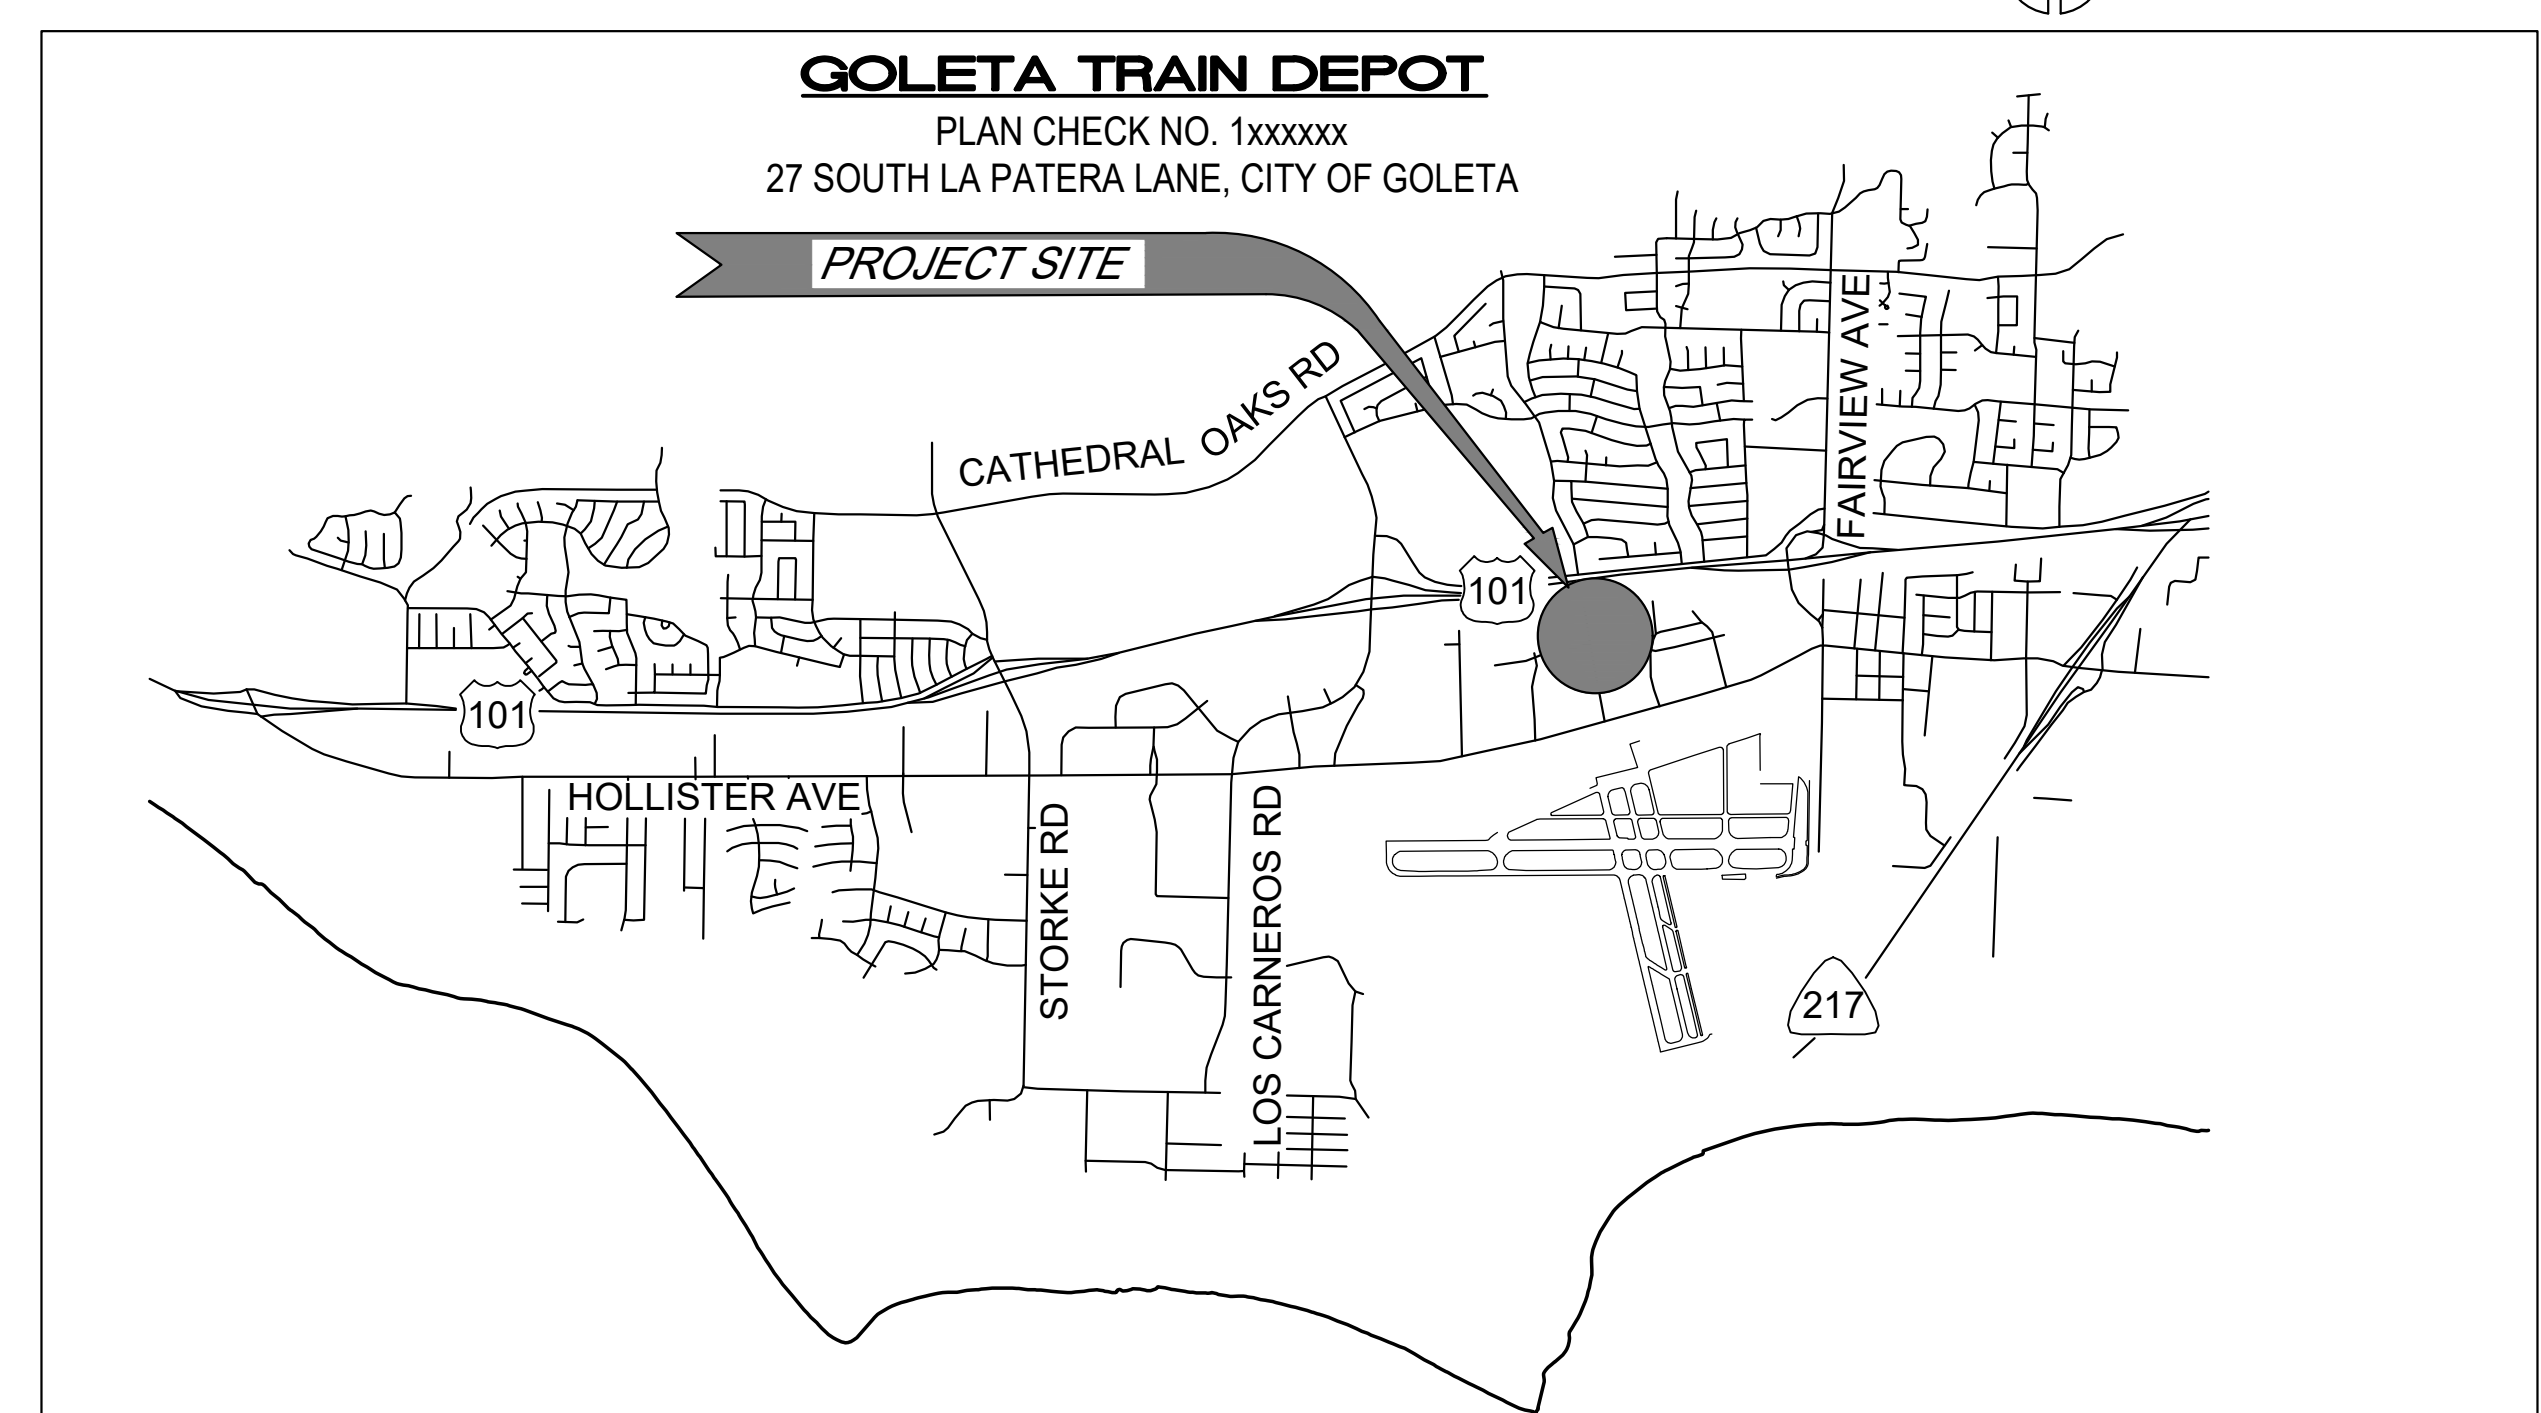 GOLETA TRAIN DEPOT
PLAN CHECK NO. 1xxxxxx
27 SOUTH LA PATERA LANE, CITY OF GOLETA
PROJECT SITE
CATHEDRAL OAKS RD
FAIRVIEW AVE
101
101
HOLLISTER AVE
STORKE RD
LOS CARNEROS RD
217